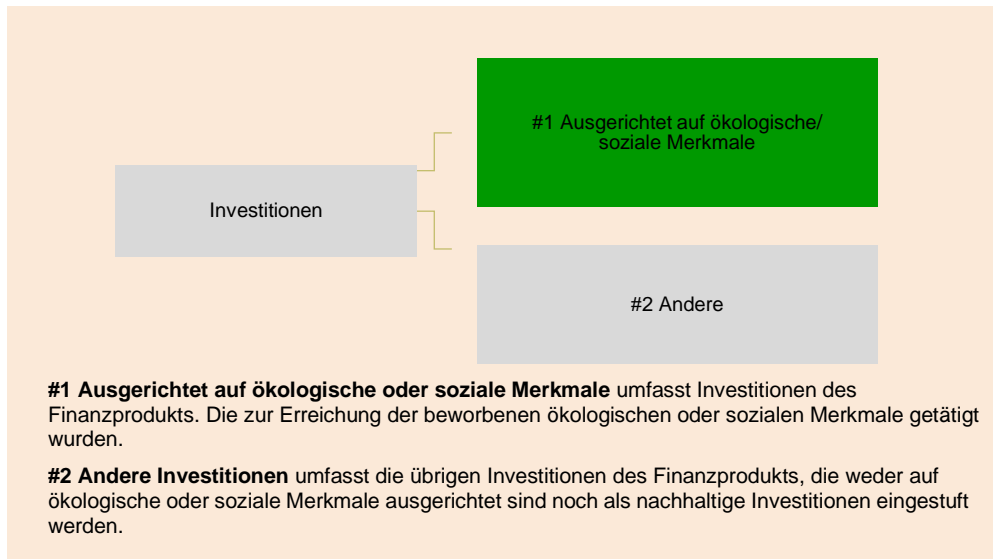 #1 Ausgerichtet auf ökologische/
soziale Merkmale
Investitionen
#2 Andere
#1 Ausgerichtet auf ökologische oder soziale Merkmale umfasst Investitionen des
Finanzprodukts. Die zur Erreichung der beworbenen ökologischen oder sozialen Merkmale getätigt
wurden.
#2 Andere Investitionen umfasst die übrigen Investitionen des Finanzprodukts, die weder auf
ökologische oder soziale Merkmale ausgerichtet sind noch als nachhaltige Investitionen eingestuft
werden.